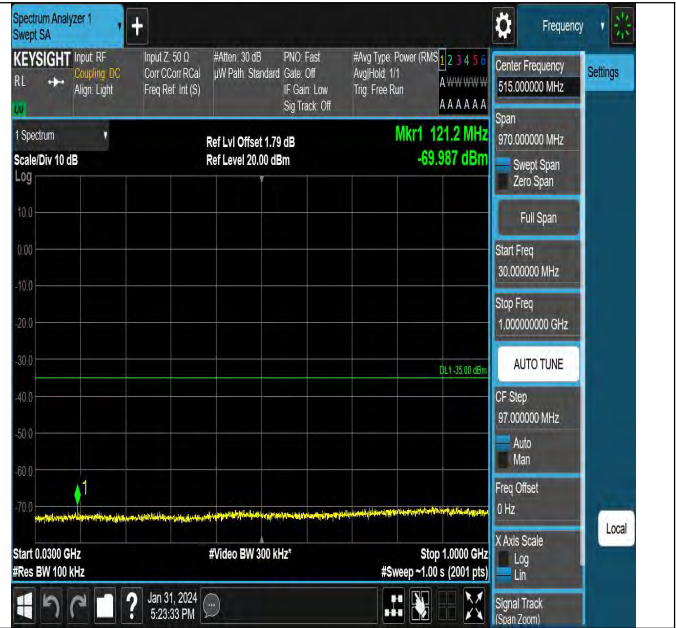 Spectrum Analyzer 1
Swept SA
+
Frequency
KEYSIGHT
RL
Input: RF
Coupling: DC
Align: Light
Input Z: 50 Ω
Corr CCorr RCal
Freq Ref: Int (S)
#Atten: 30 dB
µW Path: Standard
PNO: Fast
Gate: Off
IF Gain: Low
Sig Track: Off
#Avg Type: Power (RMS
Avg|Hold: 1/1
Trig: Free Run
1 2 3 4 5 6
A W W W W W
A A A A A A
1 Spectrum
Scale/Div 10 dB
Log
Ref Lvl Offset 1.79 dB
Ref Level 20.00 dBm
Mkr1 121.2 MHz
-69.987 dBm
10.0
0.00
-10.0
-20.0
-30.0
DL1 -35.00 dBm
-40.0
-50.0
-60.0
1
-70.0
Start 0.0300 GHz
#Video BW 300 kHz*
Stop 1.0000 GHz
#Res BW 100 kHz
#Sweep ~1.00 s (2001 pts)
?
Jan 31, 2024
5:23:33 PM
Center Frequency
515.000000 MHz
Settings
Span
970.000000 MHz
Swept Span
Zero Span
Full Span
Start Freq
30.000000 MHz
Stop Freq
1.000000000 GHz
AUTO TUNE
CF Step
97.000000 MHz
Auto
Man
Freq Offset
0 Hz
X Axis Scale
Log
Lin
Local
Signal Track
(Span Zoom)